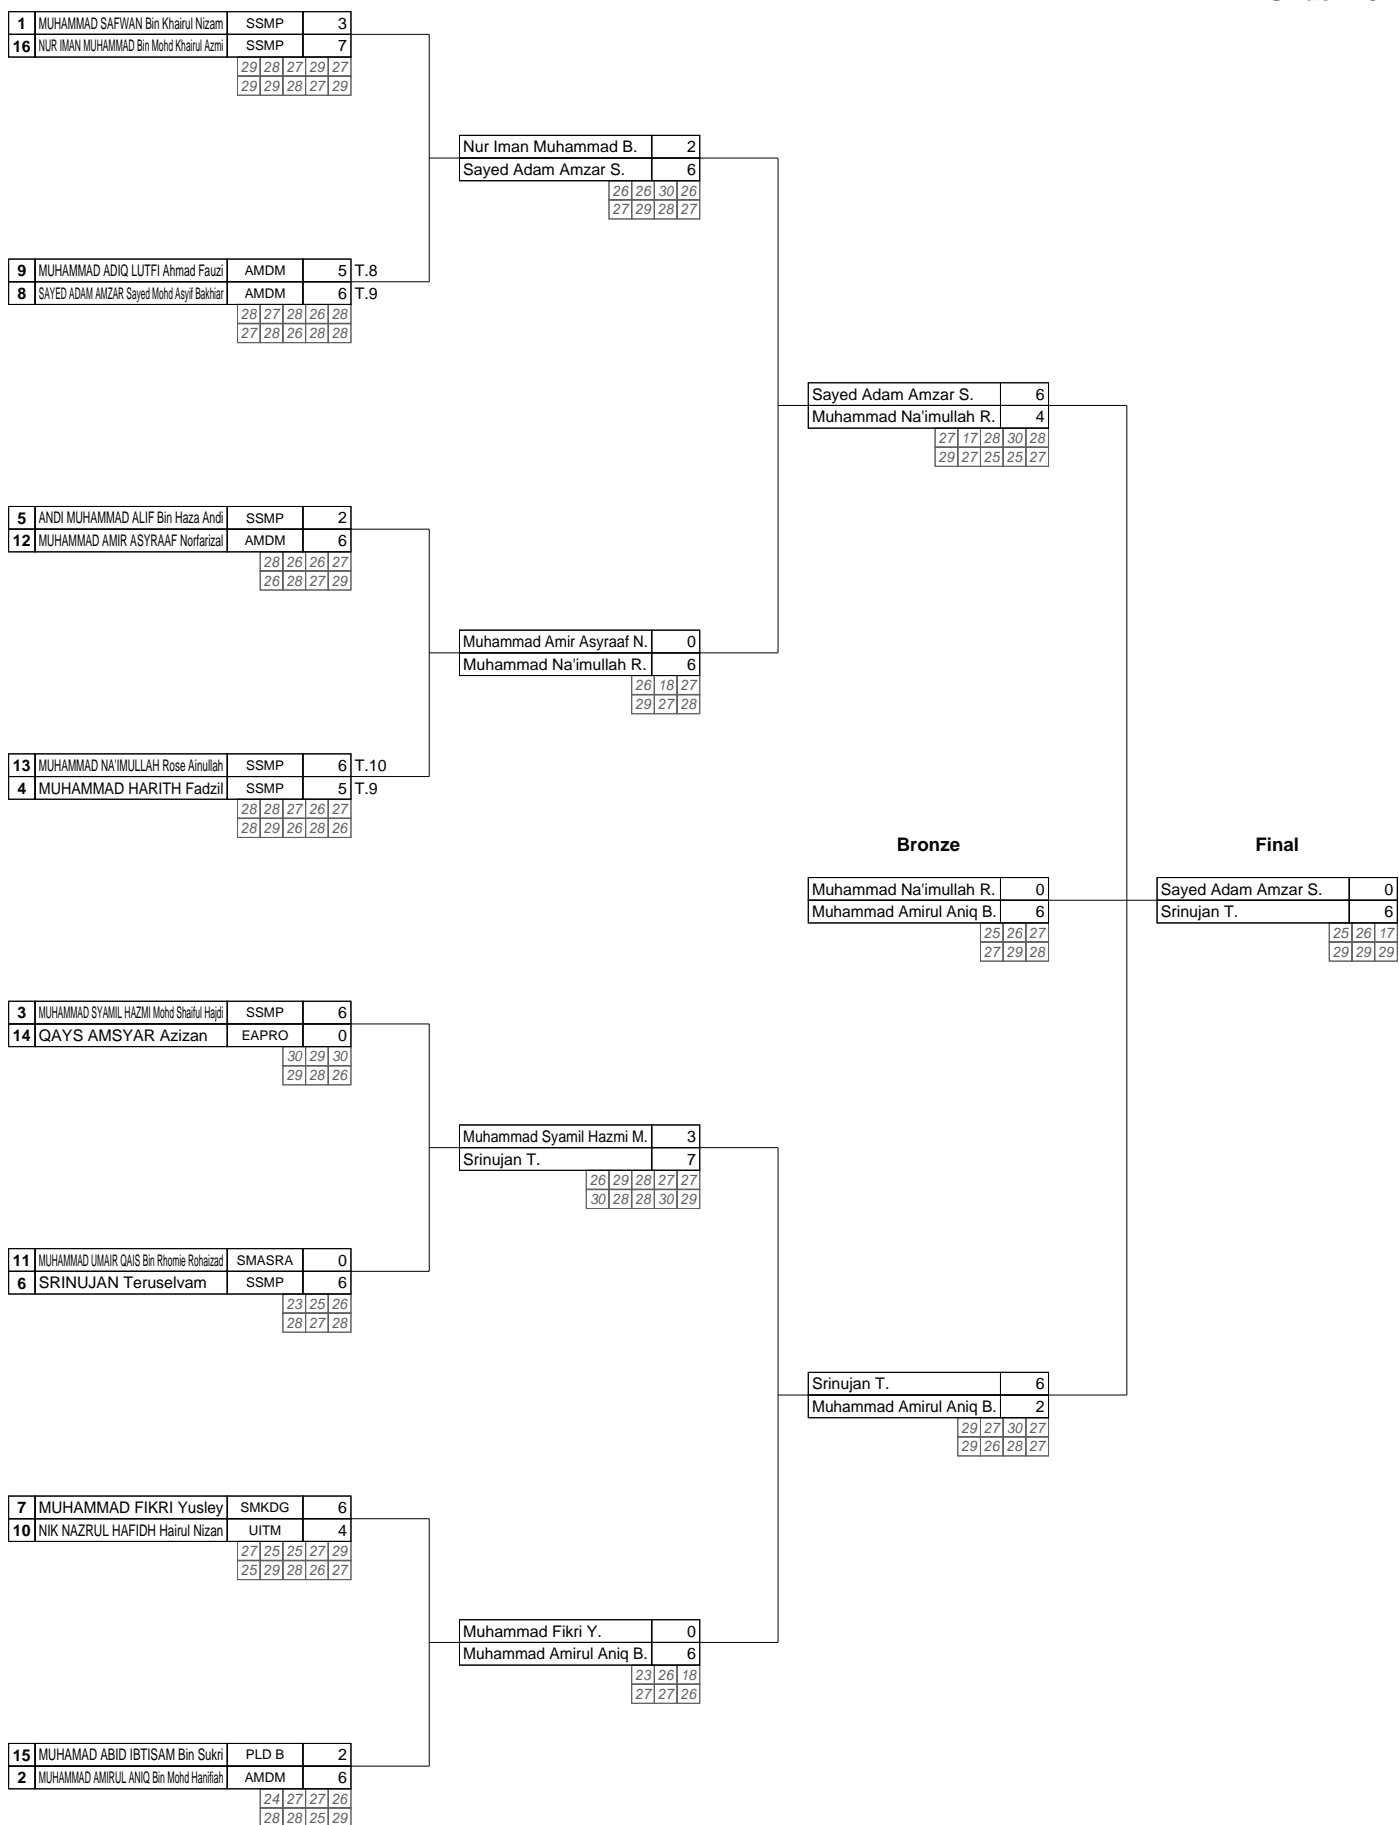 1 MUHAMMAD SAFWAN Bin Khairul Nizam SSMP 3
16 NUR IMAN MUHAMMAD Bin Mohd Khairul Azmi SSMP 7
29 28 27 29 27
29 29 28 27 29
Nur Iman Muhammad B. 2
Sayed Adam Amzar S. 6
26 26 30 26
27 29 28 27
9 MUHAMMAD ADIQ LUTFI Ahmad Fauzi AMDM 5 T.8
8 SAYED ADAM AMZAR Sayed Mohd Asyif Bakhiar AMDM 6 T.9
28 27 28 26 28
27 28 26 28 28
Sayed Adam Amzar S. 6
Muhammad Na'imullah R. 4
27 17 28 30 28
29 27 25 25 27
5 ANDI MUHAMMAD ALIF Bin Haza Andi SSMP 2
12 MUHAMMAD AMIR ASYRAAF Norfarizal AMDM 6
28 26 26 27
26 28 27 29
Muhammad Amir Asyraaf N. 0
Muhammad Na'imullah R. 6
26 18 27
29 27 28
13 MUHAMMAD NA'IMULLAH Rose Ainullah SSMP 6 T.10
4 MUHAMMAD HARITH Fadzil SSMP 5 T.9
28 28 27 26 27
28 29 26 28 26
Bronze Final
Muhammad Na'imullah R. 0 Sayed Adam Amzar S. 0
Muhammad Amirul Aniq B. 6 Srinujan T. 6
25 26 27 25 26 17
27 29 28 29 29 29
3 MUHAMMAD SYAMIL HAZMI Mohd Shaiful Hajdi SSMP 6
14 QAYS AMSYAR Azizan EAPRO 0
30 29 30
29 28 26
Muhammad Syamil Hazmi M. 3
Srinujan T. 7
26 29 28 27 27
30 28 28 30 29
11 MUHAMMAD UMAIR QAIS Bin Rhomie Rohaizad SMASRA 0
6 SRINUJAN Teruselvam SSMP 6
23 25 26
28 27 28
Srinujan T. 6
Muhammad Amirul Aniq B. 2
29 27 30 27
29 26 28 27
7 MUHAMMAD FIKRI Yusley SMKDG 6
10 NIK NAZRUL HAFIDH Hairul Nizan UITM 4
27 25 25 27 29
25 29 28 26 27
Muhammad Fikri Y. 0
Muhammad Amirul Aniq B. 6
23 26 18
27 27 26
15 MUHAMAD ABID IBTISAM Bin Sukri PLD B 2
2 MUHAMMAD AMIRUL ANIQ Bin Mohd Hanifiah AMDM 6
24 27 27 26
28 28 25 29